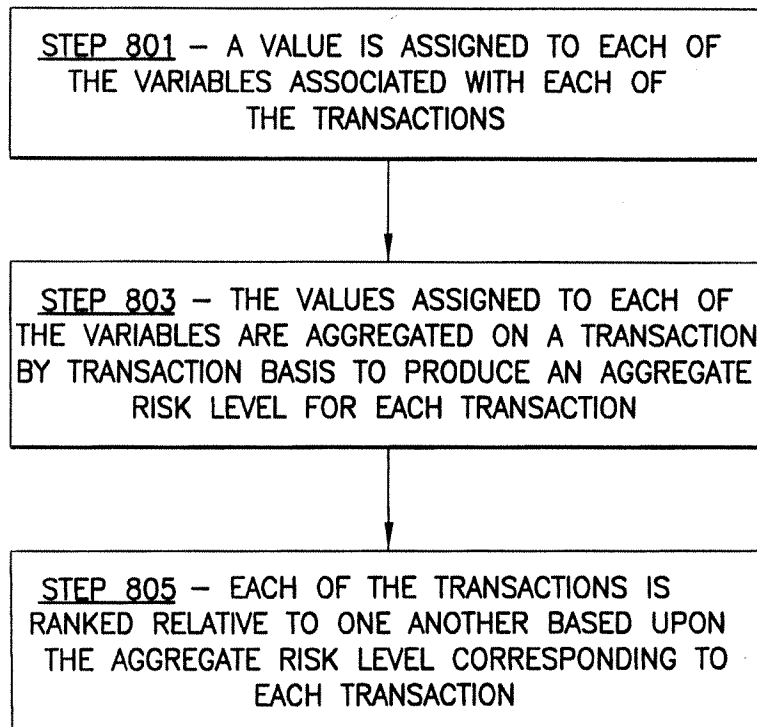 STEP 801 – A VALUE IS ASSIGNED TO EACH OF
THE VARIABLES ASSOCIATED WITH EACH OF
THE TRANSACTIONS
STEP 803 – THE VALUES ASSIGNED TO EACH OF
THE VARIABLES ARE AGGREGATED ON A TRANSACTION
BY TRANSACTION BASIS TO PRODUCE AN AGGREGATE
RISK LEVEL FOR EACH TRANSACTION
STEP 805 – EACH OF THE TRANSACTIONS IS
RANKED RELATIVE TO ONE ANOTHER BASED UPON
THE AGGREGATE RISK LEVEL CORRESPONDING TO
EACH TRANSACTION